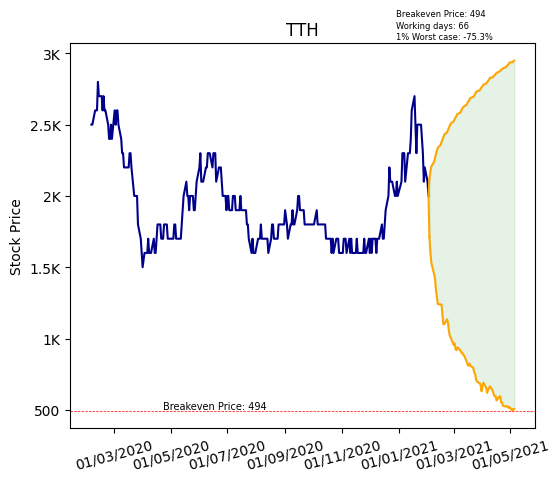 Breakeven Price: 494
Working days: 66
1% Worst case: -75.3%
TTH
Stock Price
3K
2.5K
2K
1.5K
1K
500
Breakeven Price: 494
01/03/2020
01/05/2020
01/07/2020
01/09/2020
01/11/2020
01/01/2021
01/03/2021
01/05/2021